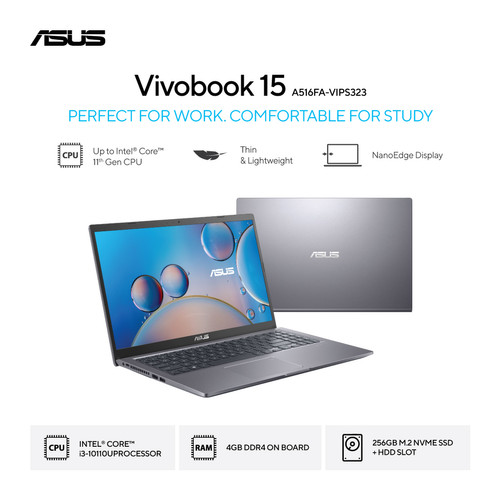 ASUS
Vivobook 15 A516FA-VIPS323
PERFECT FOR WORK. COMFORTABLE FOR STUDY
CPU
Up to Intel® Core™
11th Gen CPU
Thin
& Lightweight
NanoEdge Display
ASUS
ASUS
ASUS
CPU
INTEL® CORE™
i3-10110UPROCESSOR
RAM
4GB DDR4 ON BOARD
256GB M.2 NVME SSD
+ HDD SLOT